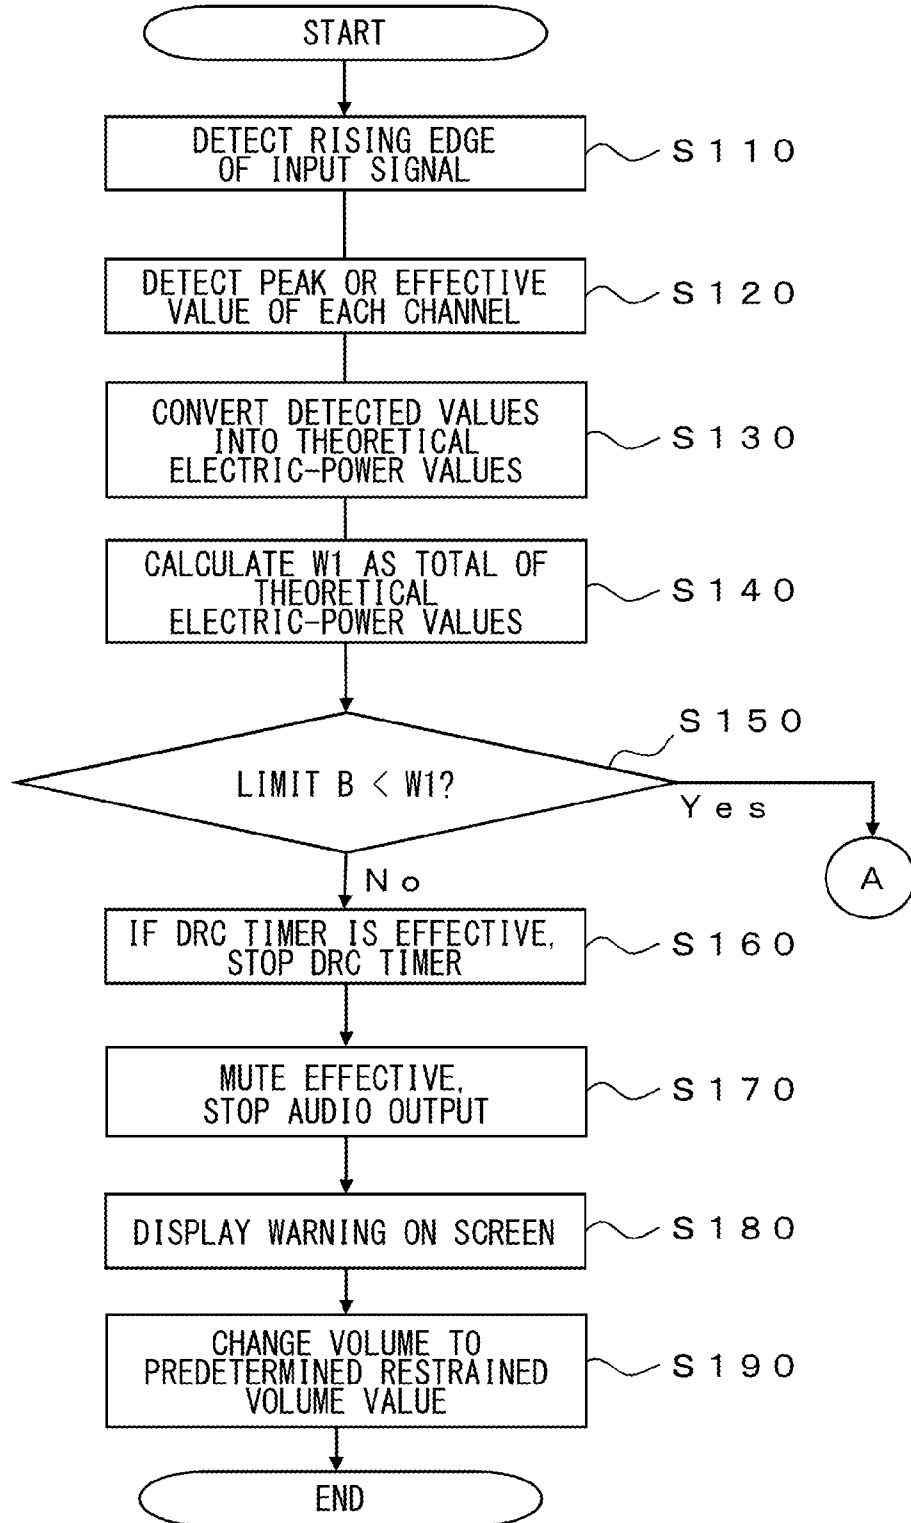 START
DETECT RISING EDGE
OF INPUT SIGNAL
S110
DETECT PEAK OR EFFECTIVE
VALUE OF EACH CHANNEL
S120
CONVERT DETECTED VALUES
INTO THEORETICAL
ELECTRIC-POWER VALUES
S130
CALCULATE W1 AS TOTAL OF
THEORETICAL
ELECTRIC-POWER VALUES
S140
S150
LIMIT B < W1?
Yes
A
No
IF DRC TIMER IS EFFECTIVE,
STOP DRC TIMER
S160
MUTE EFFECTIVE,
STOP AUDIO OUTPUT
S170
DISPLAY WARNING ON SCREEN
S180
CHANGE VOLUME TO
PREDETERMINED RESTRAINED
VOLUME VALUE
S190
END